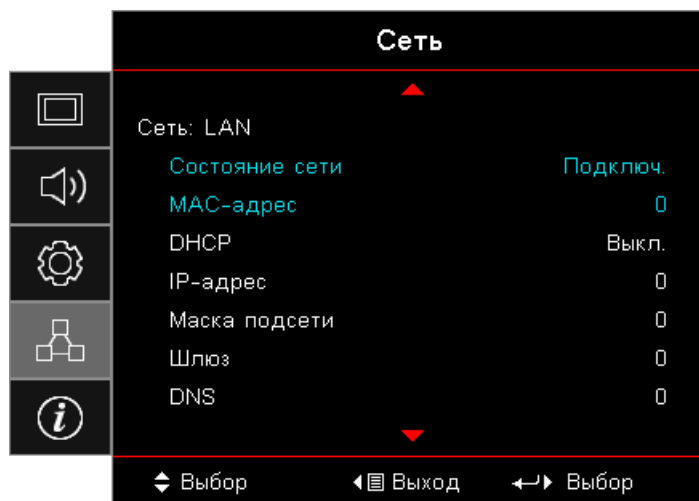 Сеть
Сеть: LAN
Состояние сети Подключ.
MAC-адрес 0
DHCP Выкл.
IP-адрес 0
Маска подсети 0
Шлюз 0
DNS 0
Выбор Выход Выбор